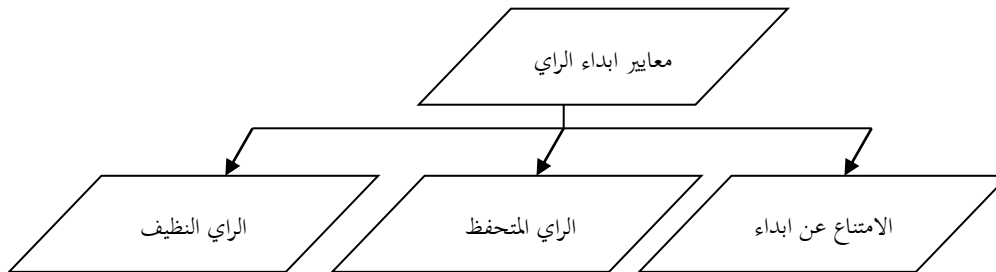 معايير ابداء الراي
الامتناع عن ابداء
الراي المتحفظ
الراي النظيف